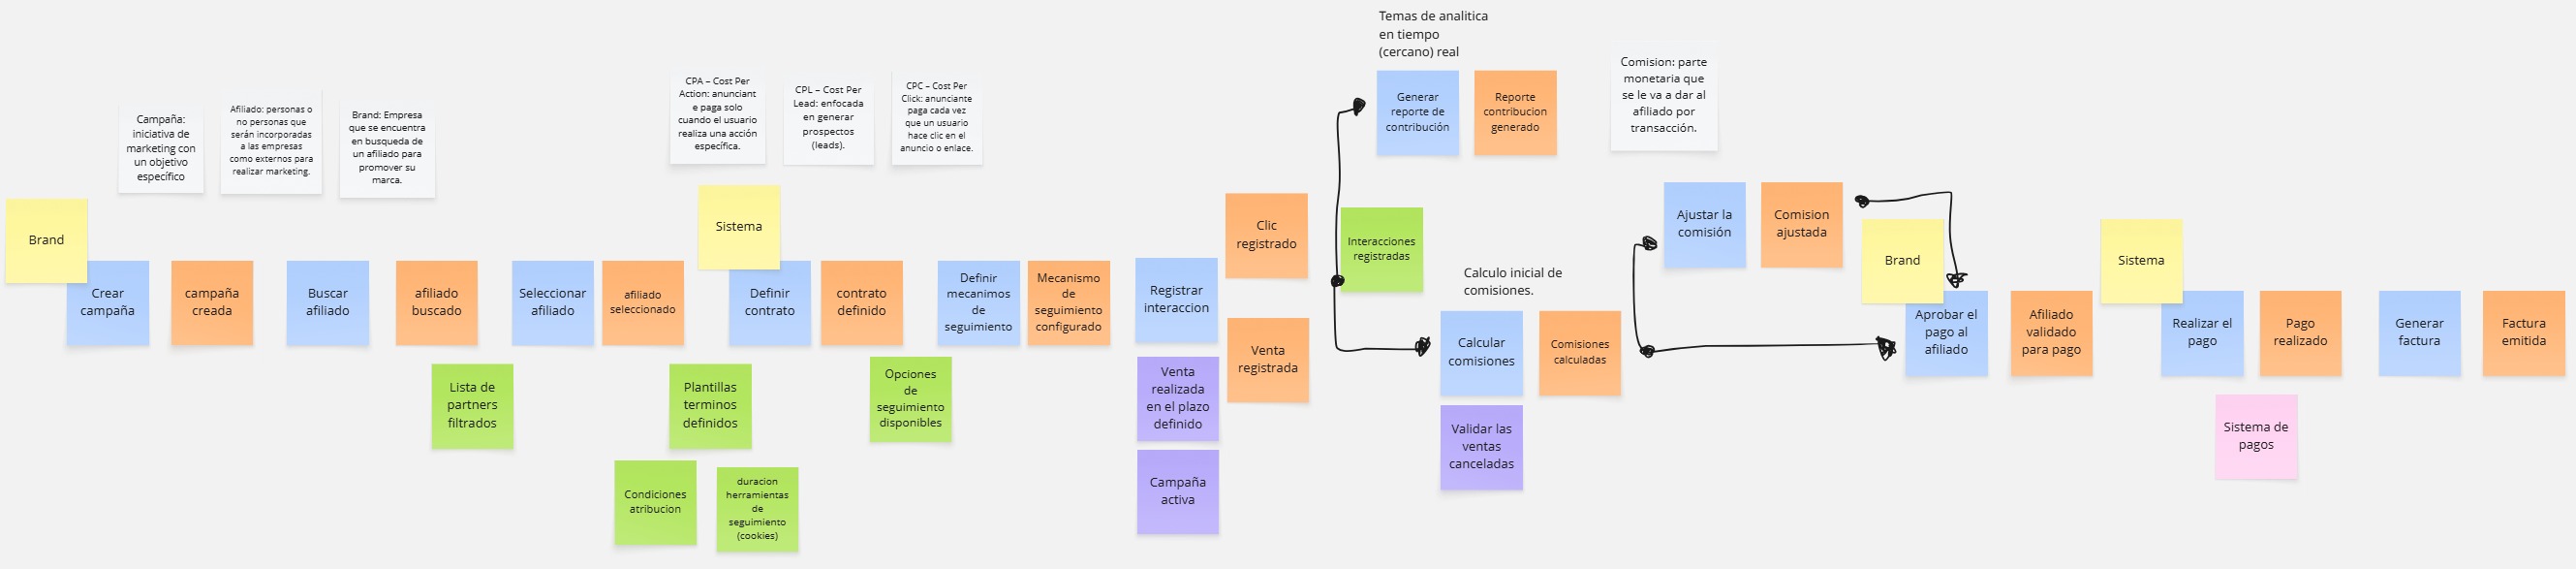 Temas de analitica
en tiempo
(cercano) real
Campaña:
iniciativa de
marketing con
un objetivo
específico
Afiliado: personas o
no personas que
serán incorporadas
a las empresas
como externos para
realizar marketing.
Brand: Empresa
que se encuentra
en busqueda de
un afiliado para
promover su
marca.
CPA – Cost Per
Action: anunciant
e paga solo
cuando el usuario
realiza una acción
específica.
CPL – Cost Per
Lead: enfocada
en generar
prospectos
(leads).
CPC – Cost Per
Click: anunciante
paga cada vez
que un usuario
hace clic en el
anuncio o enlace.
Generar
reporte de
contribución
Reporte
contribucion
generado
Comision: parte
monetaria que
se le va a dar al
afiliado por
transacción.
Brand
Crear
campaña
campaña
creada
Buscar
afiliado
afiliado
buscado
Seleccionar
afiliado
afiliado
seleccionado
Sistema
Definir
contrato
contrato
definido
Definir
mecanimos
de
seguimiento
Mecanismo
de
seguimiento
configurado
Registrar
interaccion
Clic
registrado
Venta
registrada
Interacciones
registradas
Lista de
partners
filtrados
Plantillas
terminos
definidos
Condiciones
atribucion
duracion
herramientas
de
seguimiento
(cookies)
Opciones
de
seguimiento
disponibles
Venta
realizada
en el plazo
definido
Campaña
activa
Calculo inicial de
comisiones.
Calcular
comisiones
Comisiones
calculadas
Validar las
ventas
canceladas
Ajustar la
comisión
Comision
ajustada
Brand
Aprobar el
pago al
afiliado
Afiliado
validado
para pago
Sistema
Realizar el
pago
Pago
realizado
Sistema de
pagos
Generar
factura
Factura
emitida